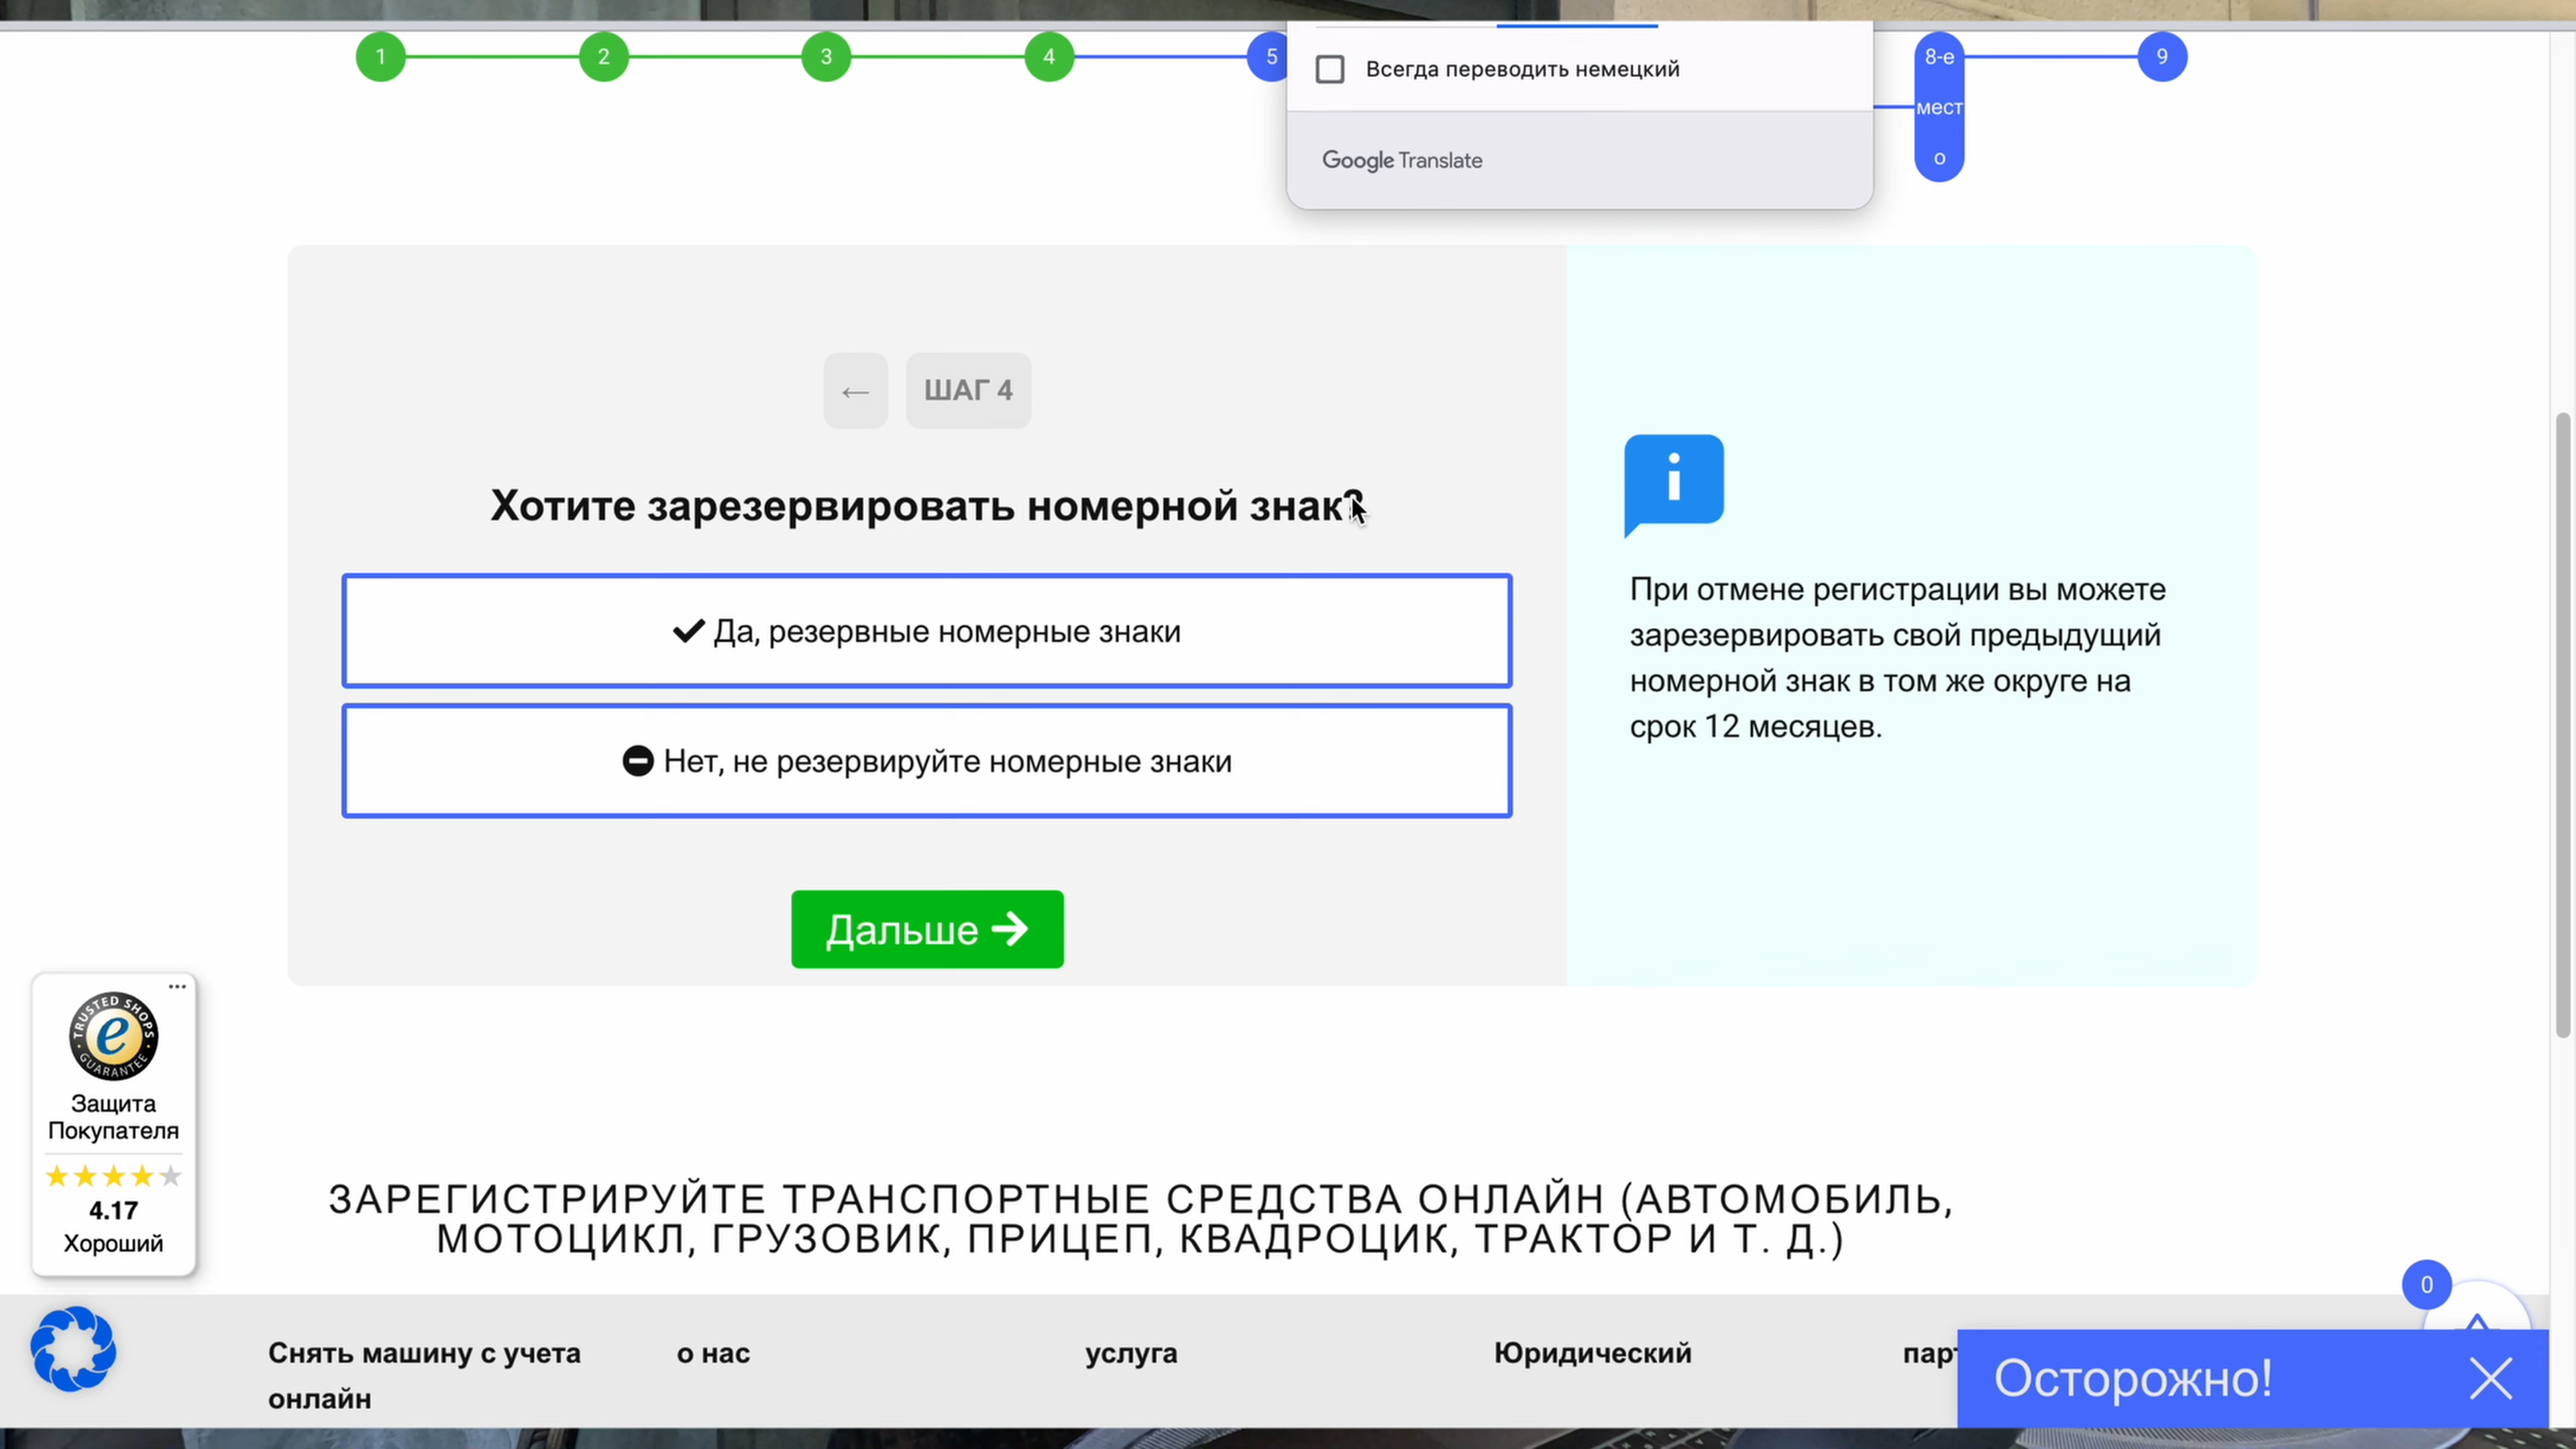 1 2 3 4 5 8-е 9
мест
о
Всегда переводить немецкий
Google Translate
← ШАГ 4
Хотите зарезервировать номерной знак?
Да, резервные номерные знаки
Нет, не резервируйте номерные знаки
Дальше →
i
При отмене регистрации вы можете
зарезервировать свой предыдущий
номерной знак в том же округе на
срок 12 месяцев.
TRUSTED SHOPS
e
GUARANTEE
Защита
Покупателя
4.17
Хороший
ЗАРЕГИСТРИРУЙТЕ ТРАНСПОРТНЫЕ СРЕДСТВА ОНЛАЙН (АВТОМОБИЛЬ,
МОТОЦИКЛ, ГРУЗОВИК, ПРИЦЕП, КВАДРОЦИК, ТРАКТОР И Т. Д.)
0
Снять машину с учета
онлайн
о нас
услуга
Юридический
Осторожно!